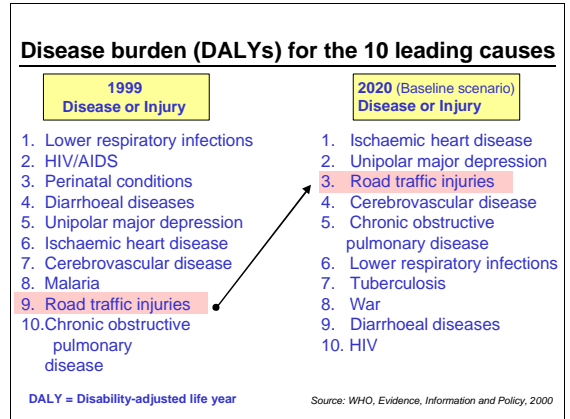 Disease burden (DALYs) for the 10 leading causes
1999
Disease or Injury
1. Lower respiratory infections
2. HIV/AIDS
3. Perinatal conditions
4. Diarrhoeal diseases
5. Unipolar major depression
6. Ischaemic heart disease
7. Cerebrovascular disease
8. Malaria
9. Road traffic injuries
10.Chronic obstructive
pulmonary
disease
2020 (Baseline scenario)
Disease or Injury
1. Ischaemic heart disease
2. Unipolar major depression
3. Road traffic injuries
4. Cerebrovascular disease
5. Chronic obstructive
pulmonary disease
6. Lower respiratory infections
7. Tuberculosis
8. War
9. Diarrhoeal diseases
10. HIV
DALY = Disability-adjusted life year
Source: WHO, Evidence, Information and Policy, 2000